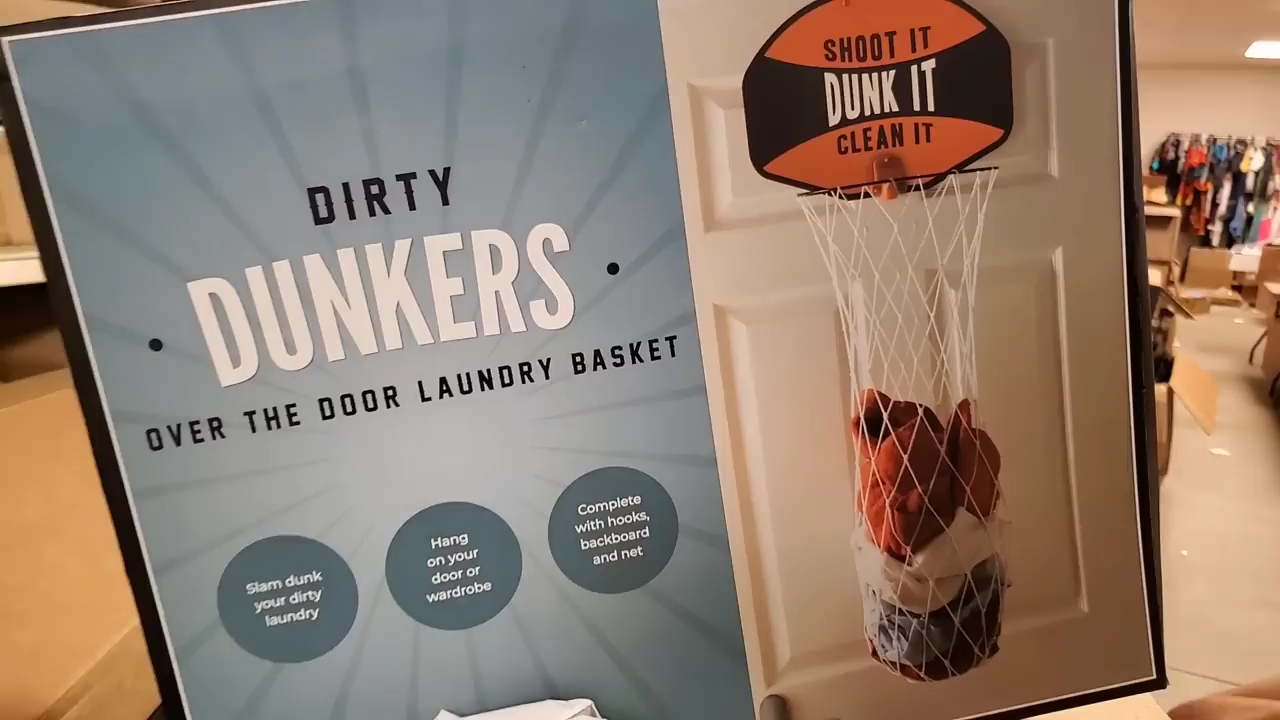 DIRTY
DUNKERS
OVER THE DOOR LAUNDRY BASKET
Slam dunk
your dirty
laundry
Hang
on your
door or
wardrobe
Complete
with hooks,
backboard
and net
SHOOT IT
DUNK IT
CLEAN IT